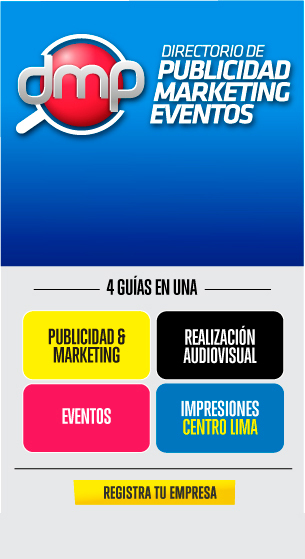 dmp
DIRECTORIO DE
PUBLICIDAD
MARKETING
EVENTOS
4 GUÍAS EN UNA
PUBLICIDAD &
MARKETING
REALIZACIÓN
AUDIOVISUAL
EVENTOS
IMPRESIONES
CENTRO LIMA
REGISTRA TU EMPRESA